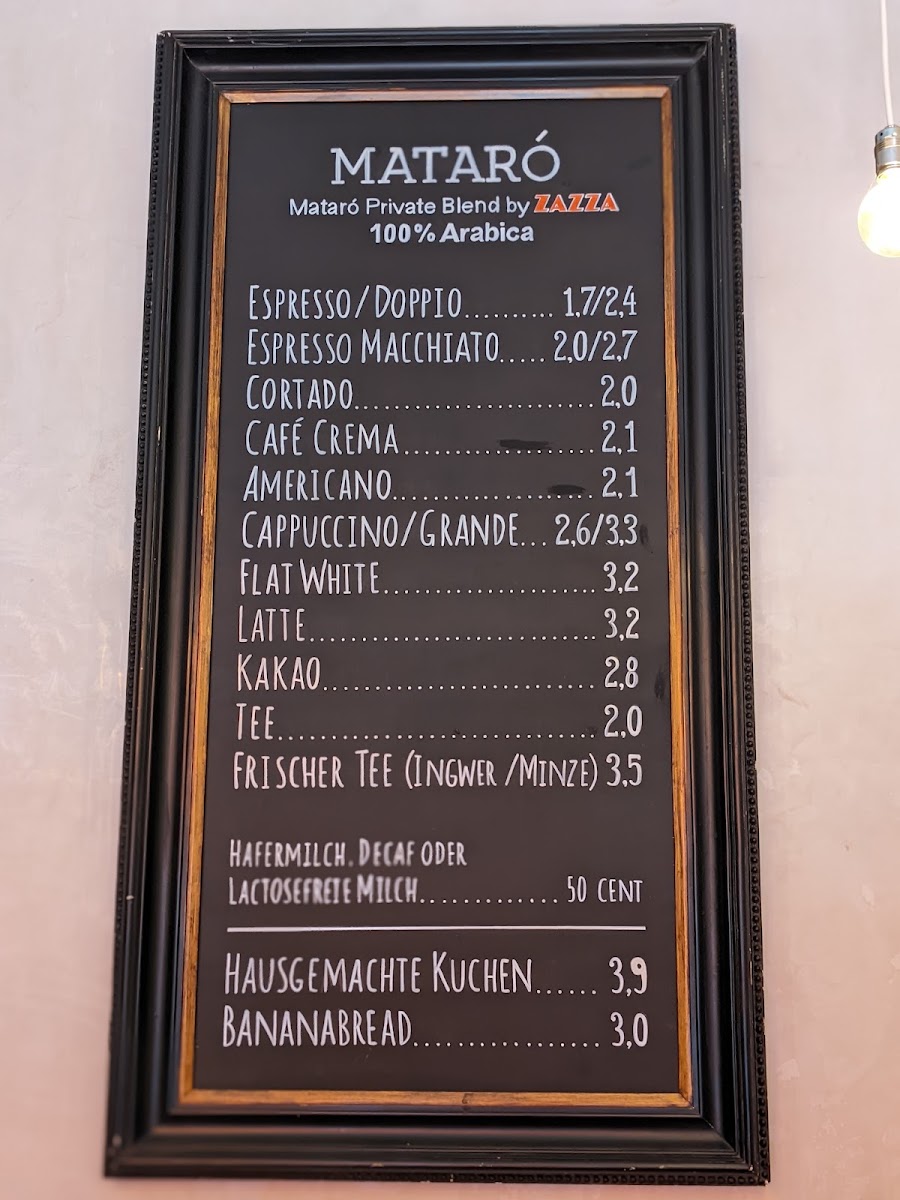 MATARÓ
Mataró Private Blend by ZAZZA
100% Arabica
ESPRESSO/DOPPIO.......... 1,7/2,4
ESPRESSO MACCHIATO..... 2,0/2,7
CORTADO........................ 2,0
CAFÉ CREMA................... 2,1
AMERICANO.................... 2,1
CAPPUCCINO/GRANDE... 2,6/3,3
FLAT WHITE..................... 3,2
LATTE............................. 3,2
KAKAO........................... 2,8
TEE................................ 2,0
FRISCHER TEE (INGWER /MINZE) 3,5
HAFERMILCH, DECAF ODER
LACTOSEFREIE MILCH.............. 50 CENT
HAUSGEMACHTE KUCHEN...... 3,9
BANANABREAD................... 3,0